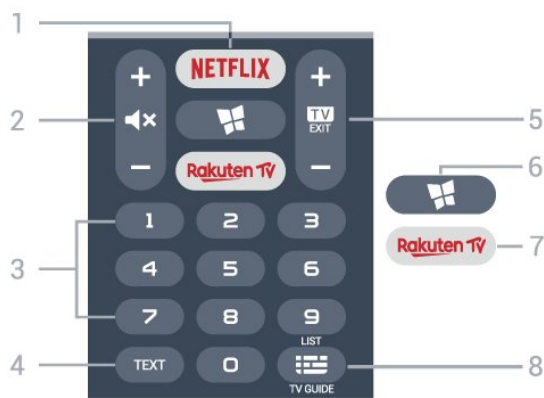 1
NETFLIX
2
TV
EXIT
5
6
Rakuten TV
Rakuten TV
7
1 2 3
3
4 5 6
7 8 9
LIST
4
TEXT
0
8
TV GUIDE